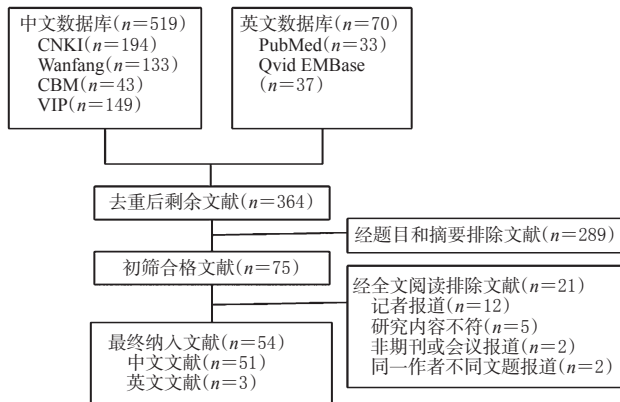 中文数据库(n=519)
CNKI(n=194)
Wanfang(n=133)
CBM(n=43)
VIP(n=149)
英文数据库(n=70)
PubMed(n=33)
Qvid EMBase
(n=37)
去重后剩余文献(n=364)
经题目和摘要排除文献(n=289)
初筛合格文献(n=75)
经全文阅读排除文献(n=21)
记者报道(n=12)
研究内容不符(n=5)
非期刊或会议报道(n=2)
同一作者不同文题报道(n=2)
最终纳入文献(n=54)
中文文献(n=51)
英文文献(n=3)